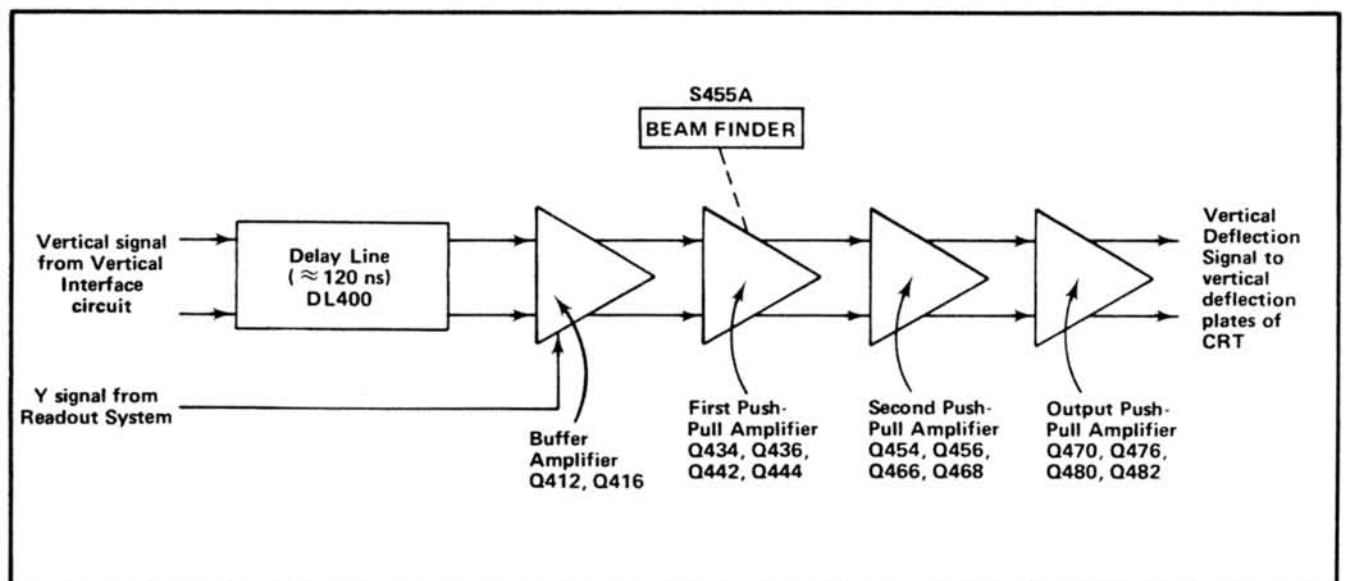 S455A
BEAM FINDER
Vertical signal
from Vertical
Interface
circuit
Delay Line
(≈120 ns)
DL400
Vertical
Deflection
Signal to
vertical
deflection
plates of
CRT
Y signal from
Readout System
Buffer
Amplifier
Q412, Q416
First Push-
Pull Amplifier
Q434, Q436,
Q442, Q444
Second Push-
Pull Amplifier
Q454, Q456,
Q466, Q468
Output Push-
Pull Amplifier
Q470, Q476,
Q480, Q482